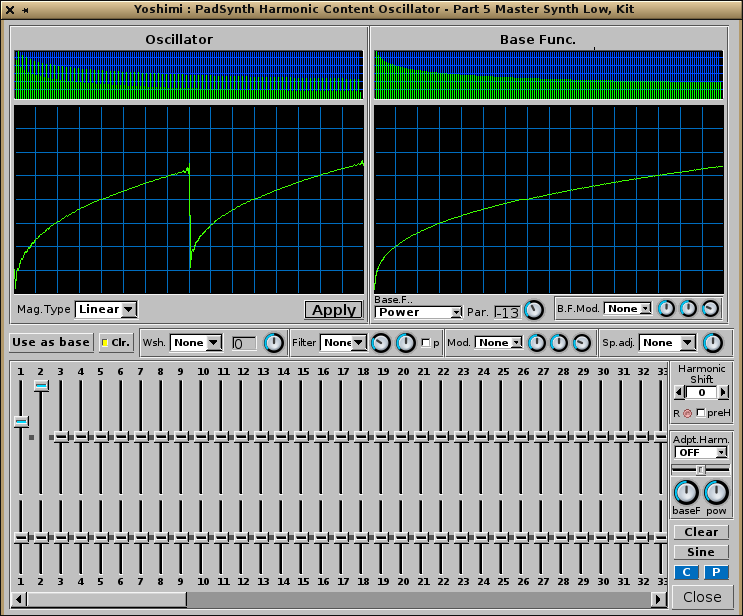 Yoshimi : PadSynth Harmonic Content Oscillator - Part 5 Master Synth Low, Kit
Oscillator
Base Func.
Mag.Type Linear Apply
Base.F..
Power Par. -13 B.F.Mod. None
Use as base Clr. Wsh. None 0 Filter None p Mod. None Sp.adj. None
1 2 3 4 5 6 7 8 9 10 11 12 13 14 15 16 17 18 19 20 21 22 23 24 25 26 27 28 29 30 31 32 33
Harmonic
Shift
0
R preH
Adpt.Harm.
OFF
baseF pow
Clear
Sine
C P
Close
1 2 3 4 5 6 7 8 9 10 11 12 13 14 15 16 17 18 19 20 21 22 23 24 25 26 27 28 29 30 31 32 33